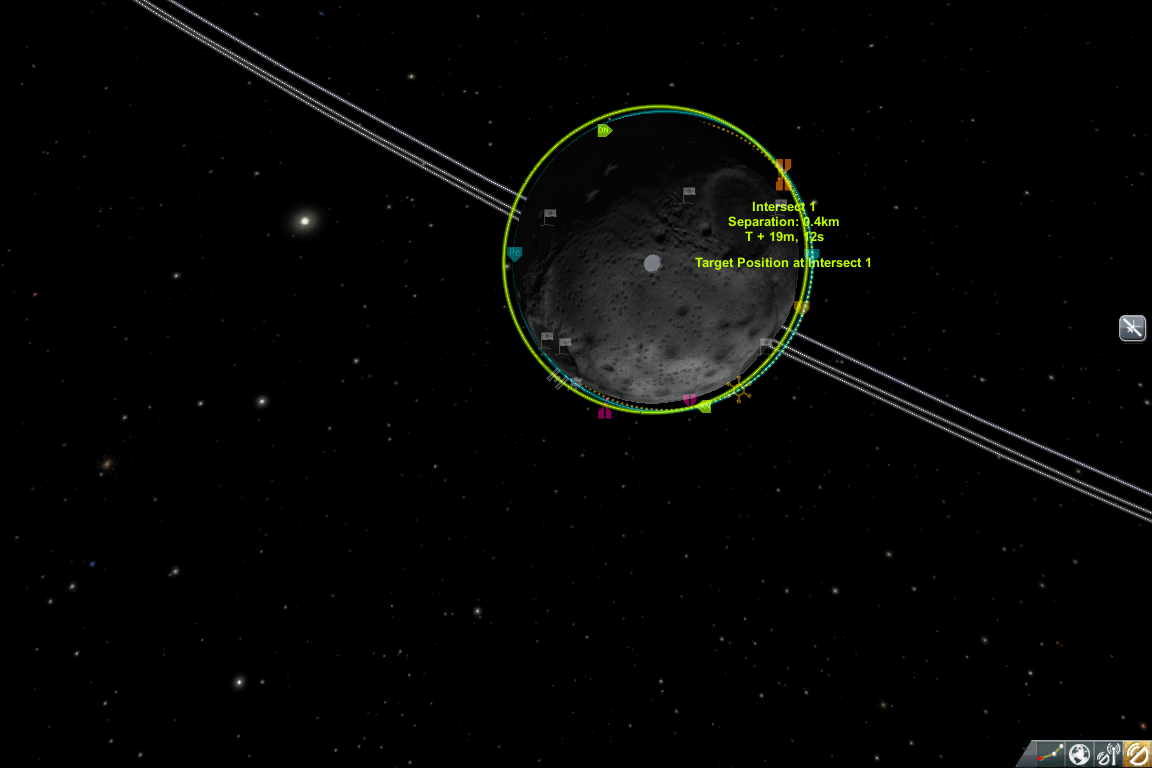 DN
Intersect 1
Separation: 0.4km
T + 19m, 12s
Target Position at Intersect 1